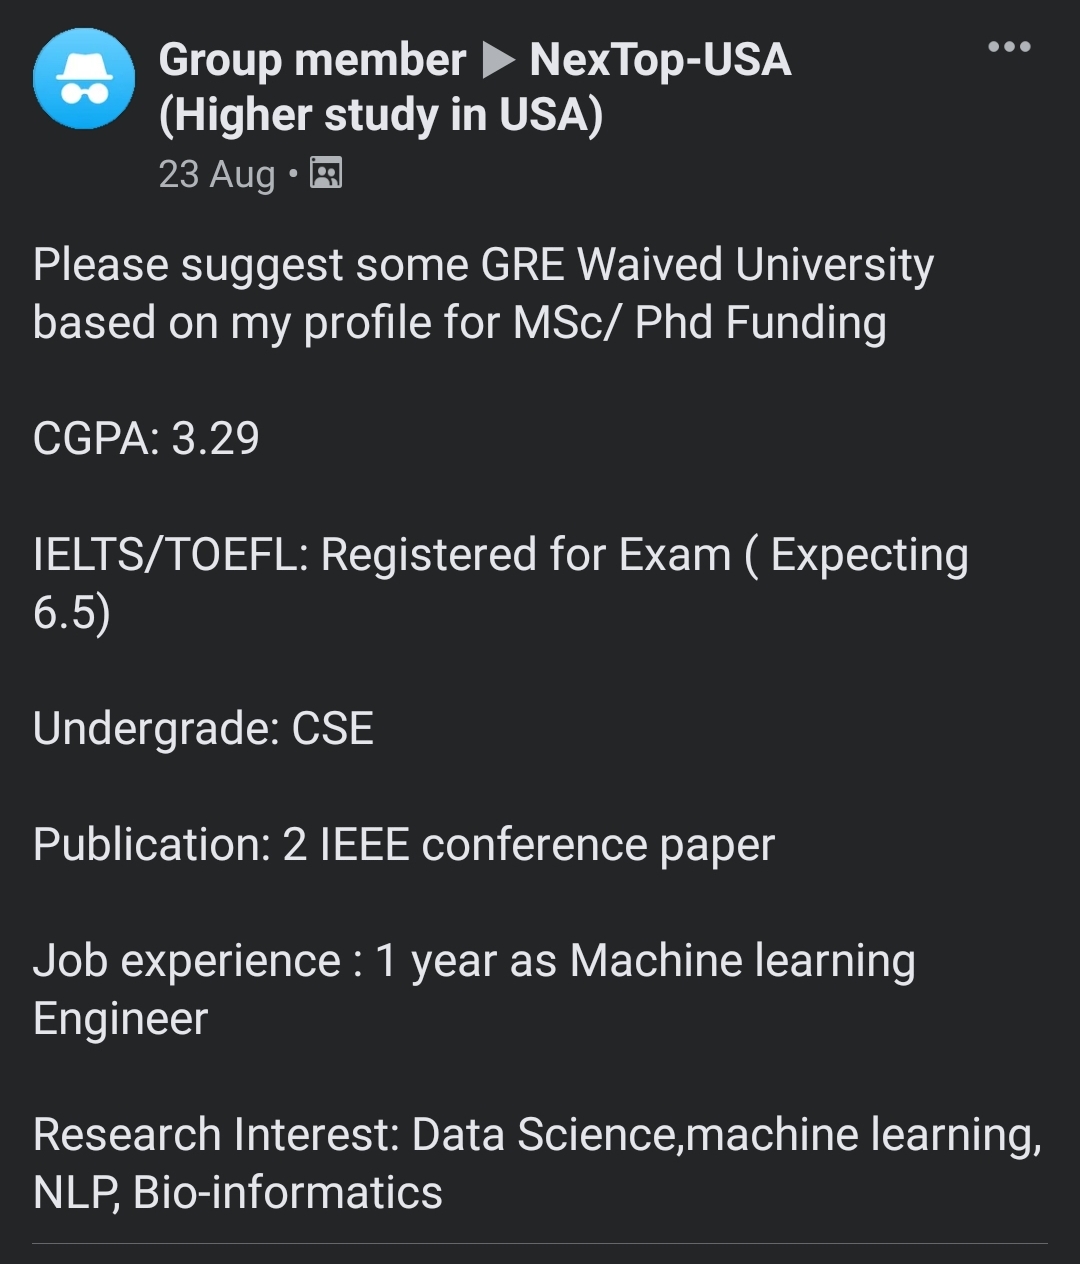 Group member ▶ NexTop-USA
(Higher study in USA)
23 Aug •
Please suggest some GRE Waived University
based on my profile for MSc/ Phd Funding
CGPA: 3.29
IELTS/TOEFL: Registered for Exam ( Expecting
6.5)
Undergrade: CSE
Publication: 2 IEEE conference paper
Job experience : 1 year as Machine learning
Engineer
Research Interest: Data Science,machine learning,
NLP, Bio-informatics